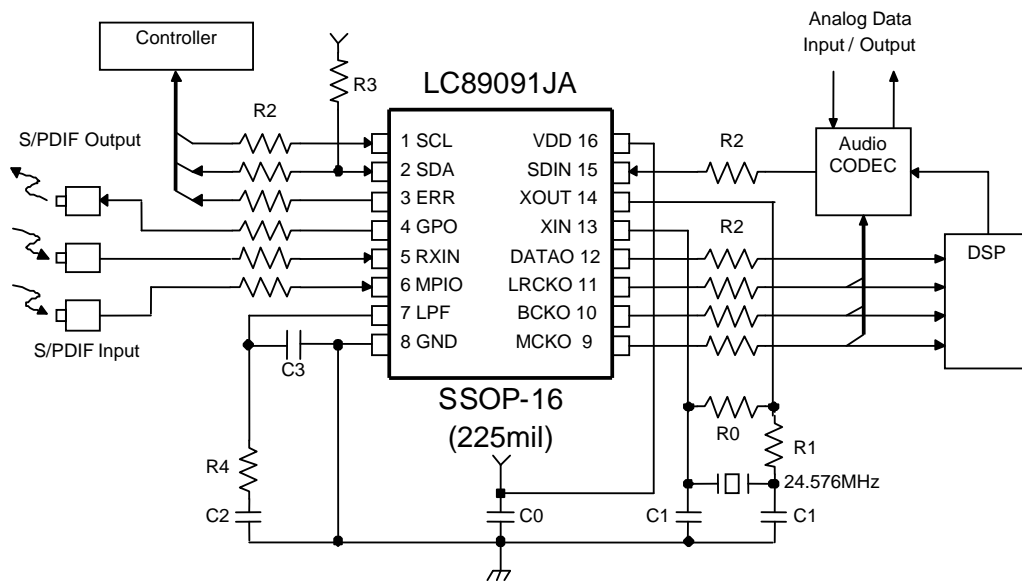 Controller
Analog Data
Input / Output
R3
LC89091JA
S/PDIF Output
R2
1 SCL
VDD 16
R2
Audio
CODEC
2 SDA
SDIN 15
3 ERR
XOUT 14
4 GPO
XIN 13
R2
5 RXIN
DATAO 12
DSP
6 MPIO
LRCKO 11
7 LPF
BCKO 10
8 GND
MCKO 9
S/PDIF Input
C3
SSOP-16
(225mil)
R0
R1
R4
24.576MHz
C2
C0
C1
C1